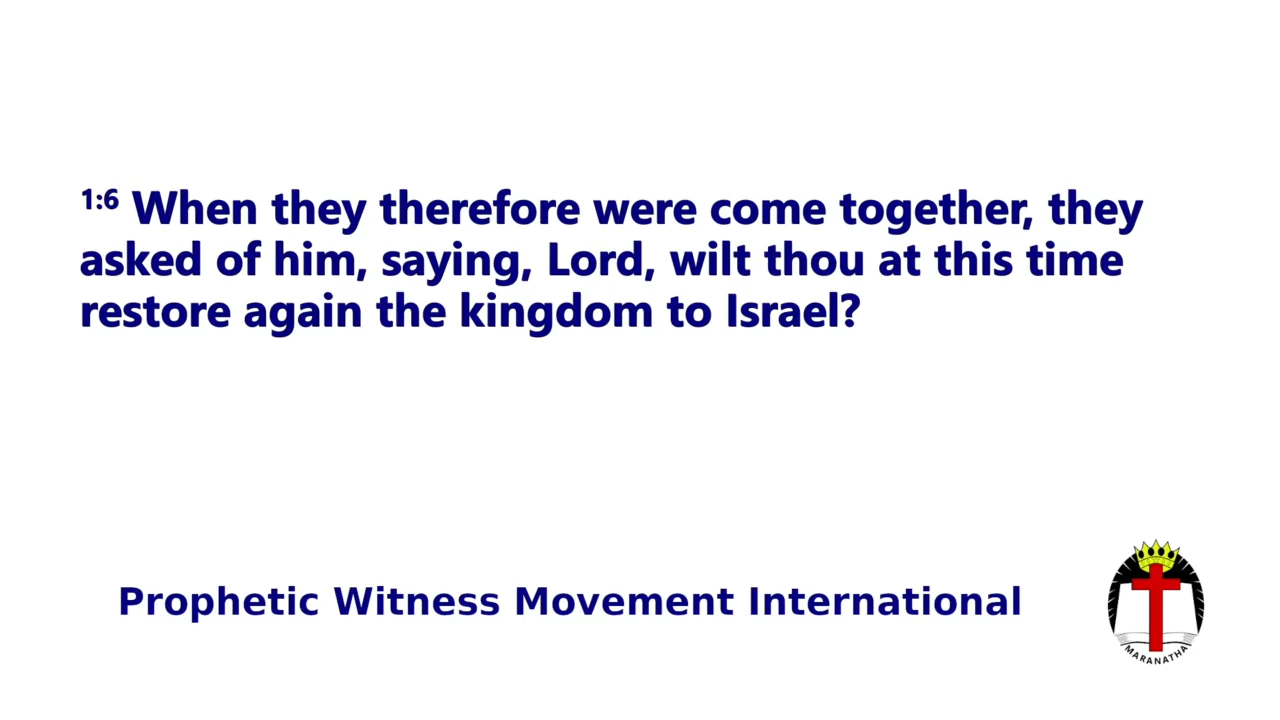 1:6 When they therefore were come together, they
asked of him, saying, Lord, wilt thou at this time
restore again the kingdom to Israel?
Prophetic Witness Movement International
MARANATHA